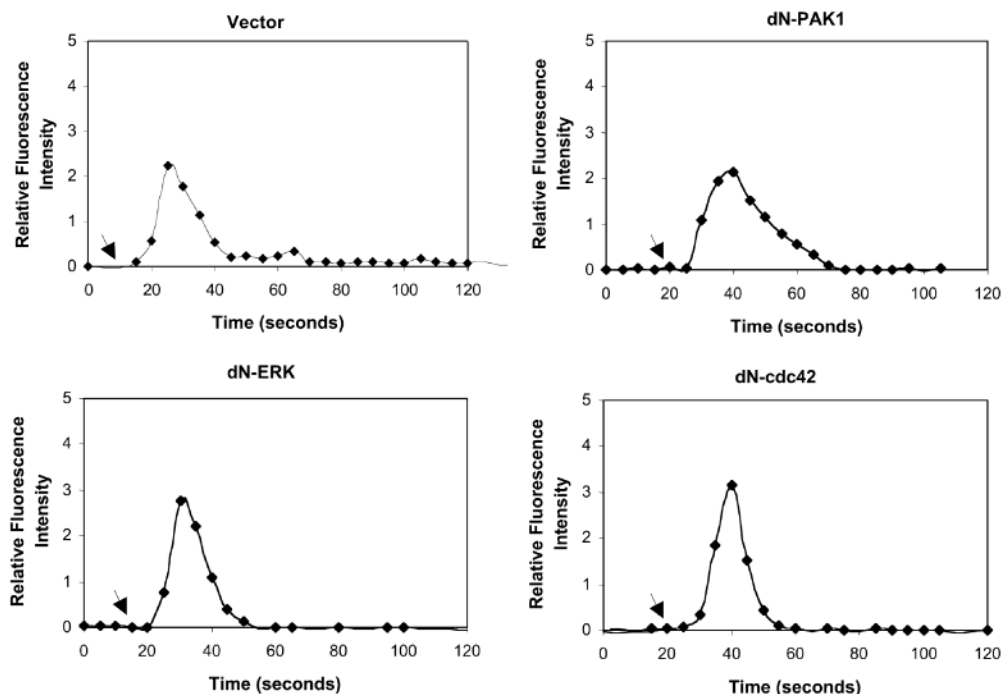 Vector
Relative Fluorescence
Intensity
5
4
3
2
1
0
0 20 40 60 80 100 120
Time (seconds)
dN-PAK1
Relative Fluorescence
Intensity
5
4
3
2
1
0
0 20 40 60 80 100 120
Time (seconds)
dN-ERK
Relative Fluorescence
Intensity
5
4
3
2
1
0
0 20 40 60 80 100 120
Time (seconds)
dN-cdc42
Relative Fluorescence
Intensity
5
4
3
2
1
0
0 20 40 60 80 100 120
Time (seconds)